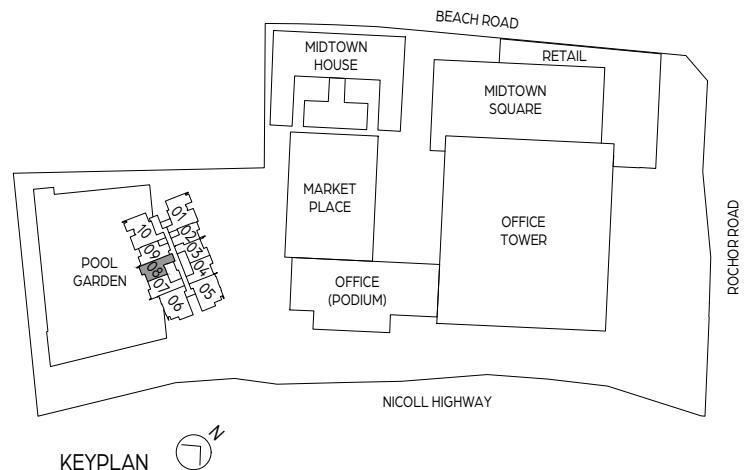 BEACH ROAD
MIDTOWN
HOUSE
RETAIL
MIDTOWN
SQUARE
MARKET
PLACE
OFFICE
TOWER
ROCHOR ROAD
01
10
02
09
03
08
04
07
05
06
POOL
GARDEN
OFFICE
(PODIUM)
NICOLL HIGHWAY
N
KEYPLAN